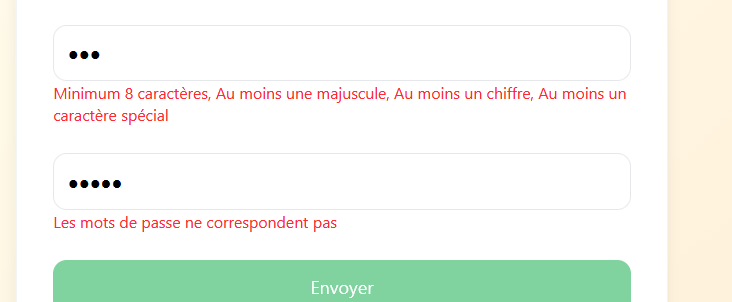 •••
Minimum 8 caractères, Au moins une majuscule, Au moins un chiffre, Au moins un
caractère spécial
•••••
Les mots de passe ne correspondent pas
Envoyer